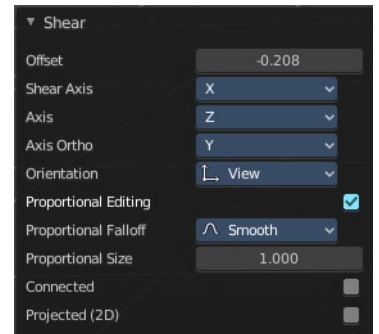 Shear
Offset -0.208
Shear Axis X
Axis Z
Axis Ortho Y
Orientation View
Proportional Editing
Proportional Falloff Smooth
Proportional Size 1.000
Connected
Projected (2D)